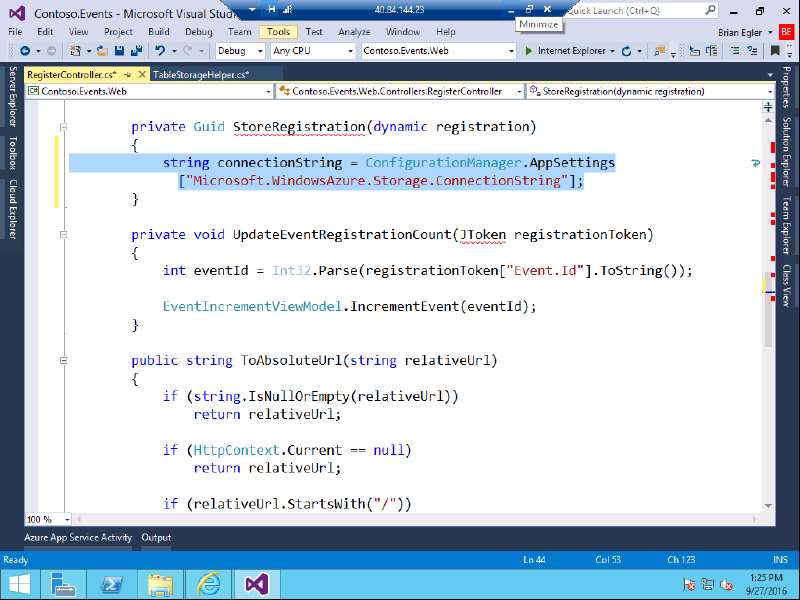 Contoso.Events - Microsoft Visual Stud
40.84.144.23
Quick Launch (Ctrl+Q)
Minimize
File Edit View Project Build Debug Team Tools Test Analyze Window Help
Brian Egler
BE
Debug Any CPU Contoso.Events.Web Internet Explorer
RegisterController.cs* TableStorageHelper.cs*
Contoso.Events.Web Contoso.Events.Web.Controllers.RegisterController StoreRegistration(dynamic registration)
Server Explorer
Toolbox
Cloud Explorer
private Guid StoreRegistration(dynamic registration)
{
string connectionString = ConfigurationManager.AppSettings
["Microsoft.WindowsAzure.Storage.ConnectionString"];
}
private void UpdateEventRegistrationCount(JToken registrationToken)
{
int eventId = Int32.Parse(registrationToken["Event.Id"].ToString());
EventIncrementViewModel.IncrementEvent(eventId);
}
public string ToAbsoluteUrl(string relativeUrl)
{
if (string.IsNullOrEmpty(relativeUrl))
return relativeUrl;
if (HttpContext.Current == null)
return relativeUrl;
if (relativeUrl.StartsWith("/"))
Properties
Solution Explorer
Team Explorer
Class View
100 %
Azure App Service Activity Output
Ready Ln 44 Col 53 Ch 123 INS
1:25 PM
9/27/2016